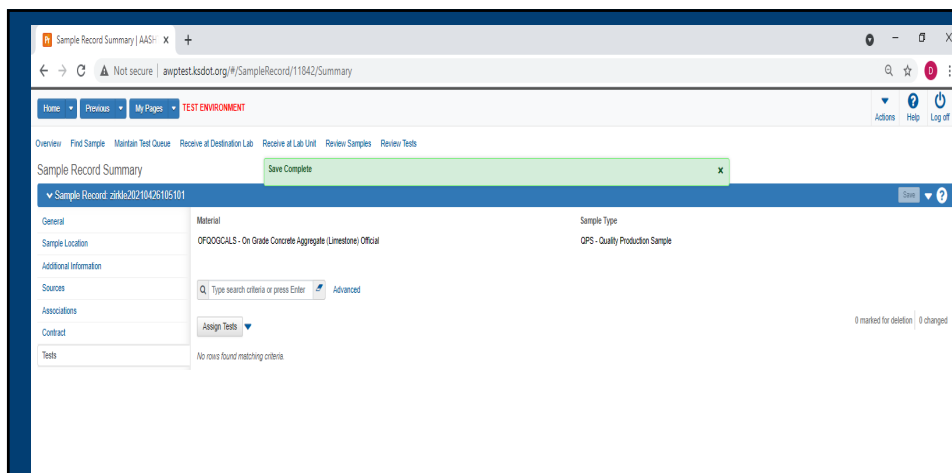 Sample Record Summary | AASH x +
Not secure | awptest.ksdot.org/#/SampleRecord/11842/Summary
D
Home Previous My Pages TEST ENVIRONMENT
Actions Help Log off
Overview Find Sample Maintain Test Queue Receive at Destination Lab Receive at Lab Unit Review Samples Review Tests
Sample Record Summary
Save Complete x
Sample Record: zirkle20210426105101
Save ?
General
Sample Location
Additional Information
Sources
Associations
Contract
Tests
Material
OFQOGCALS - On Grade Concrete Aggregate (Limestone) Official
Sample Type
QPS - Quality Production Sample
Type search criteria or press Enter Advanced
Assign Tests
0 marked for deletion 0 changed
No rows found matching criteria.